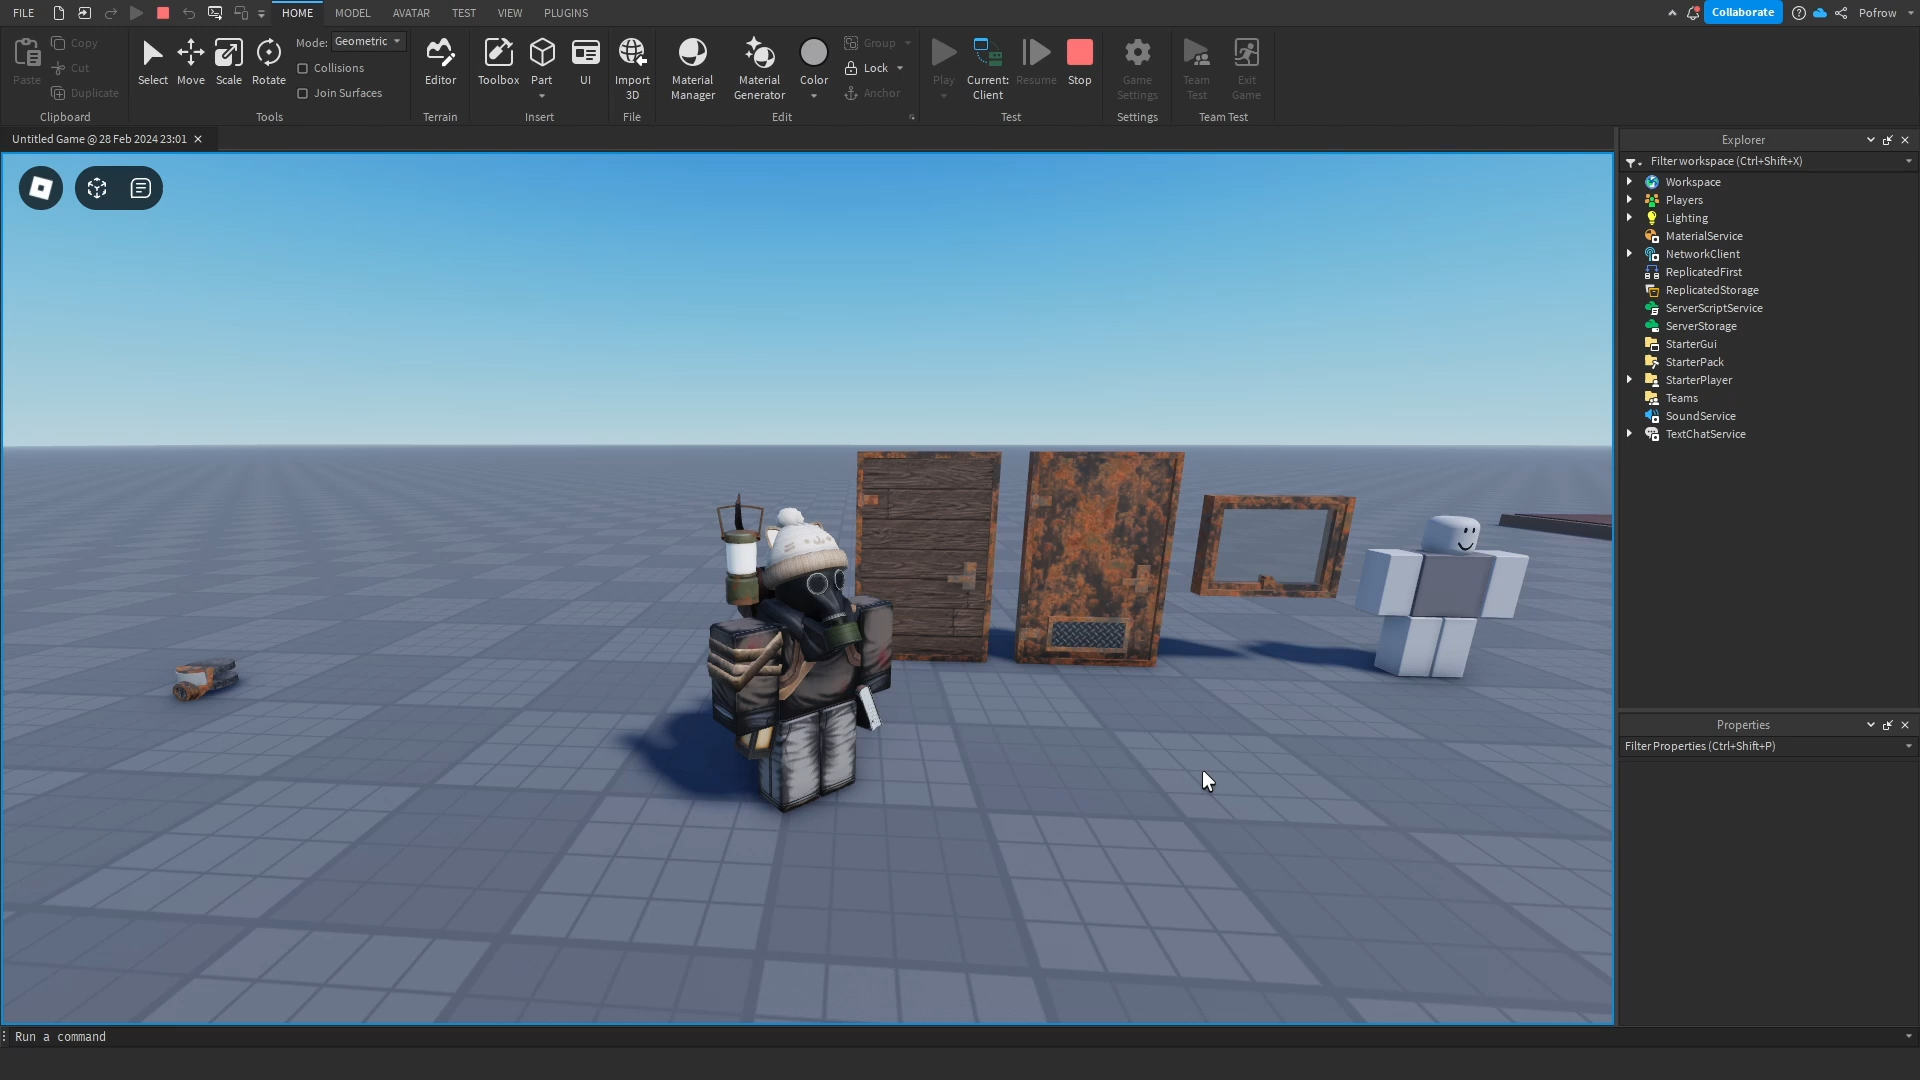 FILE HOME MODEL AVATAR TEST VIEW PLUGINS Collaborate Pofrow
Paste Copy Cut Duplicate Clipboard
Select Move Scale Rotate Mode: Geometric Collisions Join Surfaces Tools
Editor Terrain
Toolbox Part UI Insert
Import 3D File
Material Manager Material Generator Color Group Lock Anchor Edit
Play Current: Client Resume Stop Test
Game Settings Settings
Team Test Exit Game Team Test
Untitled Game @ 28 Feb 2024 23:01
Explorer
Filter workspace (Ctrl+Shift+X)
Workspace
Players
Lighting
MaterialService
NetworkClient
ReplicatedFirst
ReplicatedStorage
ServerScriptService
ServerStorage
StarterGui
StarterPack
StarterPlayer
Teams
SoundService
TextChatService
Properties
Filter Properties (Ctrl+Shift+P)
Run a command